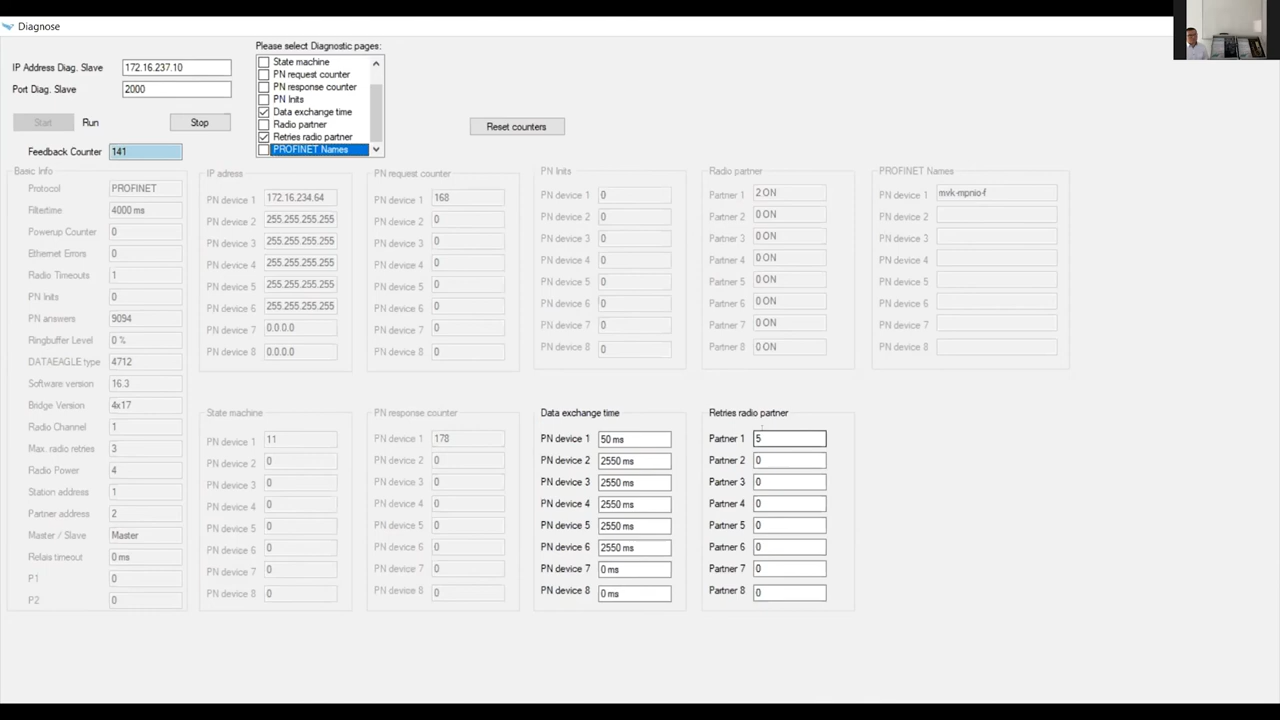 Diagnose
IP Address Diag. Slave 172.16.237.10
Port Diag. Slave 2000
Start Run Stop
Feedback Counter 141
Please select Diagnostic pages:
State machine
PN request counter
PN response counter
PN Inits
Data exchange time
Radio partner
Retries radio partner
PROFINET Names
Reset counters
Basic Info
Protocol PROFINET
Filtertime 4000 ms
Powerup Counter 0
Ethernet Errors 0
Radio Timeouts 1
PN Inits 0
PN answers 9094
Ringbuffer Level 0 %
DATAEAGLE type 4712
Software version 16.3
Bridge Version 4x17
Radio Channel 1
Max. radio retries 3
Radio Power 4
Station address 1
Partner address 2
Master / Slave Master
Relais timeout 0 ms
P1 0
P2 0
IP adress
PN device 1 172.16.234.64
PN device 2 255.255.255.255
PN device 3 255.255.255.255
PN device 4 255.255.255.255
PN device 5 255.255.255.255
PN device 6 255.255.255.255
PN device 7 0.0.0.0
PN device 8 0.0.0.0
PN request counter
PN device 1 168
PN device 2 0
PN device 3 0
PN device 4 0
PN device 5 0
PN device 6 0
PN device 7 0
PN device 8 0
PN Inits
PN device 1 0
PN device 2 0
PN device 3 0
PN device 4 0
PN device 5 0
PN device 6 0
PN device 7 0
PN device 8 0
Radio partner
Partner 1 2 ON
Partner 2 0 ON
Partner 3 0 ON
Partner 4 0 ON
Partner 5 0 ON
Partner 6 0 ON
Partner 7 0 ON
Partner 8 0 ON
PROFINET Names
PN device 1 mvk-mpnio-f
PN device 2
PN device 3
PN device 4
PN device 5
PN device 6
PN device 7
PN device 8
State machine
PN device 1 11
PN device 2 0
PN device 3 0
PN device 4 0
PN device 5 0
PN device 6 0
PN device 7 0
PN device 8 0
PN response counter
PN device 1 178
PN device 2 0
PN device 3 0
PN device 4 0
PN device 5 0
PN device 6 0
PN device 7 0
PN device 8 0
Data exchange time
PN device 1 50 ms
PN device 2 2550 ms
PN device 3 2550 ms
PN device 4 2550 ms
PN device 5 2550 ms
PN device 6 2550 ms
PN device 7 0 ms
PN device 8 0 ms
Retries radio partner
Partner 1 5
Partner 2 0
Partner 3 0
Partner 4 0
Partner 5 0
Partner 6 0
Partner 7 0
Partner 8 0